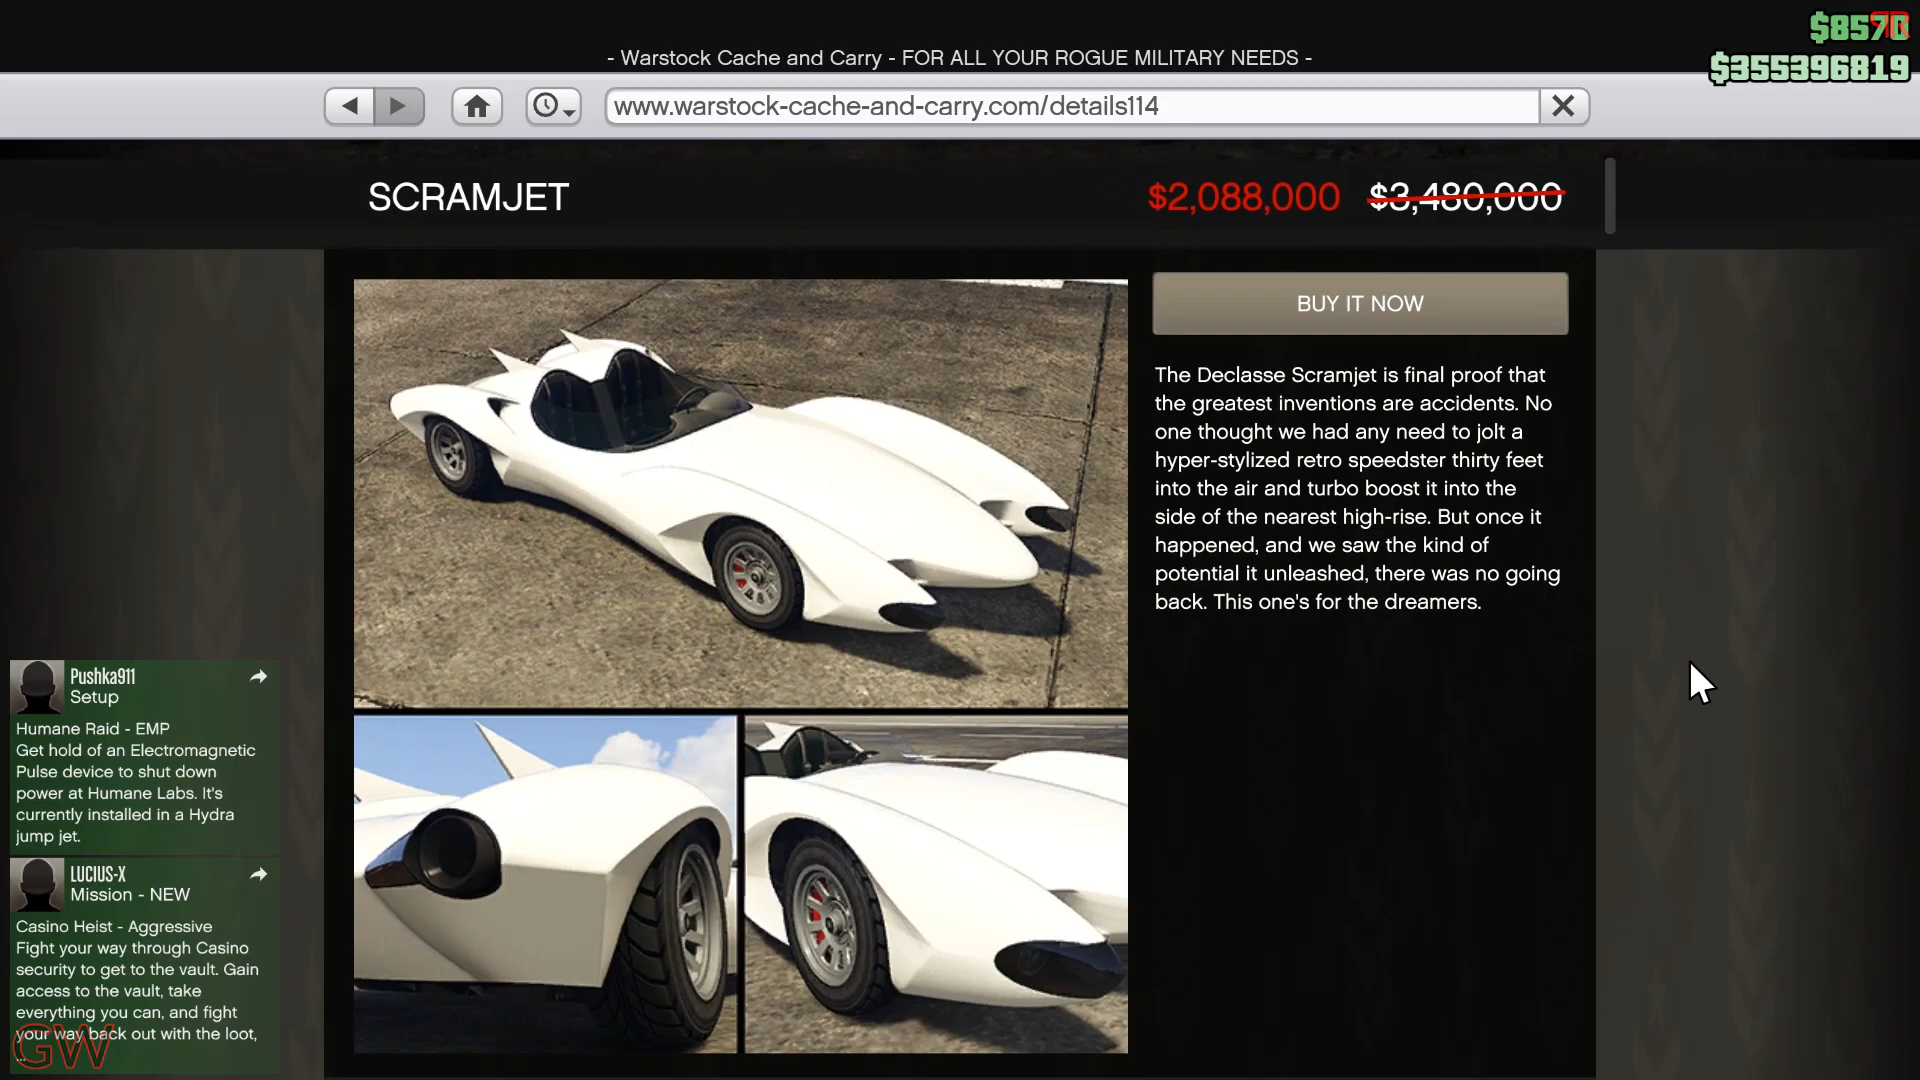 $8570
$355396819
- Warstock Cache and Carry - FOR ALL YOUR ROGUE MILITARY NEEDS -
www.warstock-cache-and-carry.com/details114
SCRAMJET
$2,088,000 $3,480,000
BUY IT NOW
The Declasse Scramjet is final proof that
the greatest inventions are accidents. No
one thought we had any need to jolt a
hyper-stylized retro speedster thirty feet
into the air and turbo boost it into the
side of the nearest high-rise. But once it
happened, and we saw the kind of
potential it unleashed, there was no going
back. This one's for the dreamers.
Pushka911
Setup
Humane Raid - EMP
Get hold of an Electromagnetic
Pulse device to shut down
power at Humane Labs. It's
currently installed in a Hydra
jump jet.
LUCIUS-X
Mission - NEW
Casino Heist - Aggressive
Fight your way through Casino
security to get to the vault. Gain
access to the vault, take
everything you can, and fight
your way back out with the loot,
...
GW